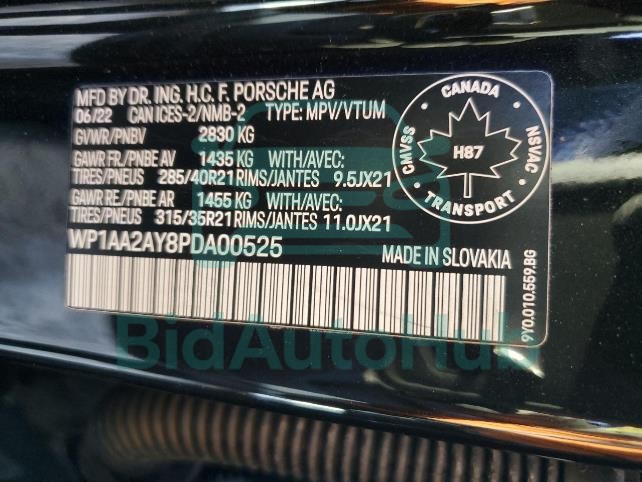 MFD BY DR. ING. H.C. F. PORSCHE AG
06/22 CAN ICES-2/NMB-2 TYPE: MPV/VTUM
GVWR/PNBV 2830 KG
GAWR FR/PNBE AV 1435 KG WITH/AVEC:
TIRES/PNEUS 285/40R21 RIMS/JANTES 9.5JX21
GAWR RE/PNBE AR 1455 KG WITH/AVEC:
TIRES/PNEUS 315/35R21 RIMS/JANTES 11.0JX21
WP1AA2AY8PDA00525
MADE IN SLOVAKIA
9Y0.010.559.BG
CANADA
CMVSS
NSVAC
H87
TRANSPORT
BidAutoHub